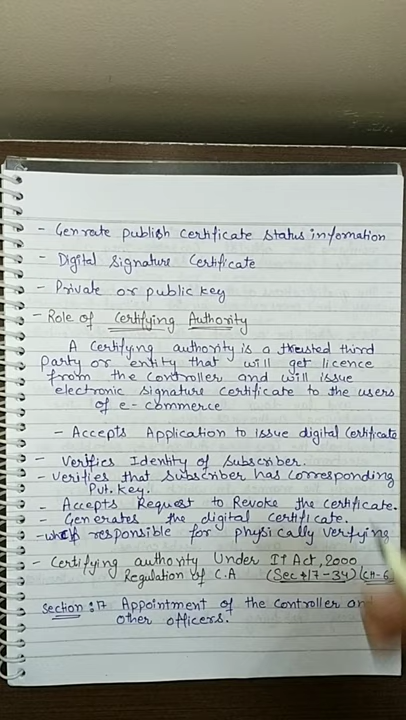 - Genrate publish certificate status infomation
- Digital signature Certificate
- Private or public key
- Role of Certifying Authority
A Certifying authority is a trusted third
party or entity that will get licence
from the controller and will issue
electronic signature certificate to the users
of e-commerce
- Accepts Application to issue digital Certificate
- Verifies Identity of Subscriber.
- Verifies that subscriber has corresponding
Pvt. key.
- Accepts Request to Revoke the certificate.
Generates the digital certificate.
- responsible for physically verifying
- Certifying authority Under IT Act, 2000
Regulation of C.A (Sec 17-34) (CH-6
Section: 17 Appointment of the controller and
other officers.